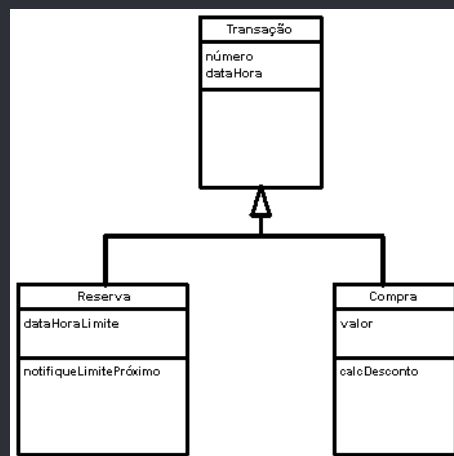 Transação
número
dataHora
Reserva
dataHoraLimite
notifiqueLimitePróximo
Compra
valor
calcDesconto